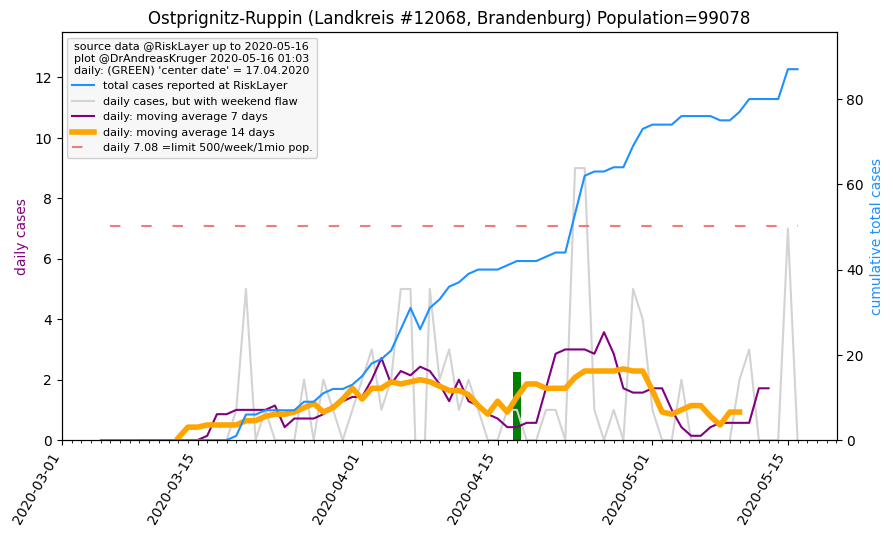 Ostprignitz-Ruppin (Landkreis #12068, Brandenburg) Population=99078
source data @RiskLayer up to 2020-05-16
plot @DrAndreasKruger 2020-05-16 01:03
daily: (GREEN) 'center date' = 17.04.2020
total cases reported at RiskLayer
daily cases, but with weekend flaw
daily: moving average 7 days
daily: moving average 14 days
daily 7.08 =limit 500/week/1mio pop.
daily cases
12
10
8
6
4
2
0
cumulative total cases
80
60
40
20
0
2020-03-01
2020-03-15
2020-04-01
2020-04-15
2020-05-01
2020-05-15